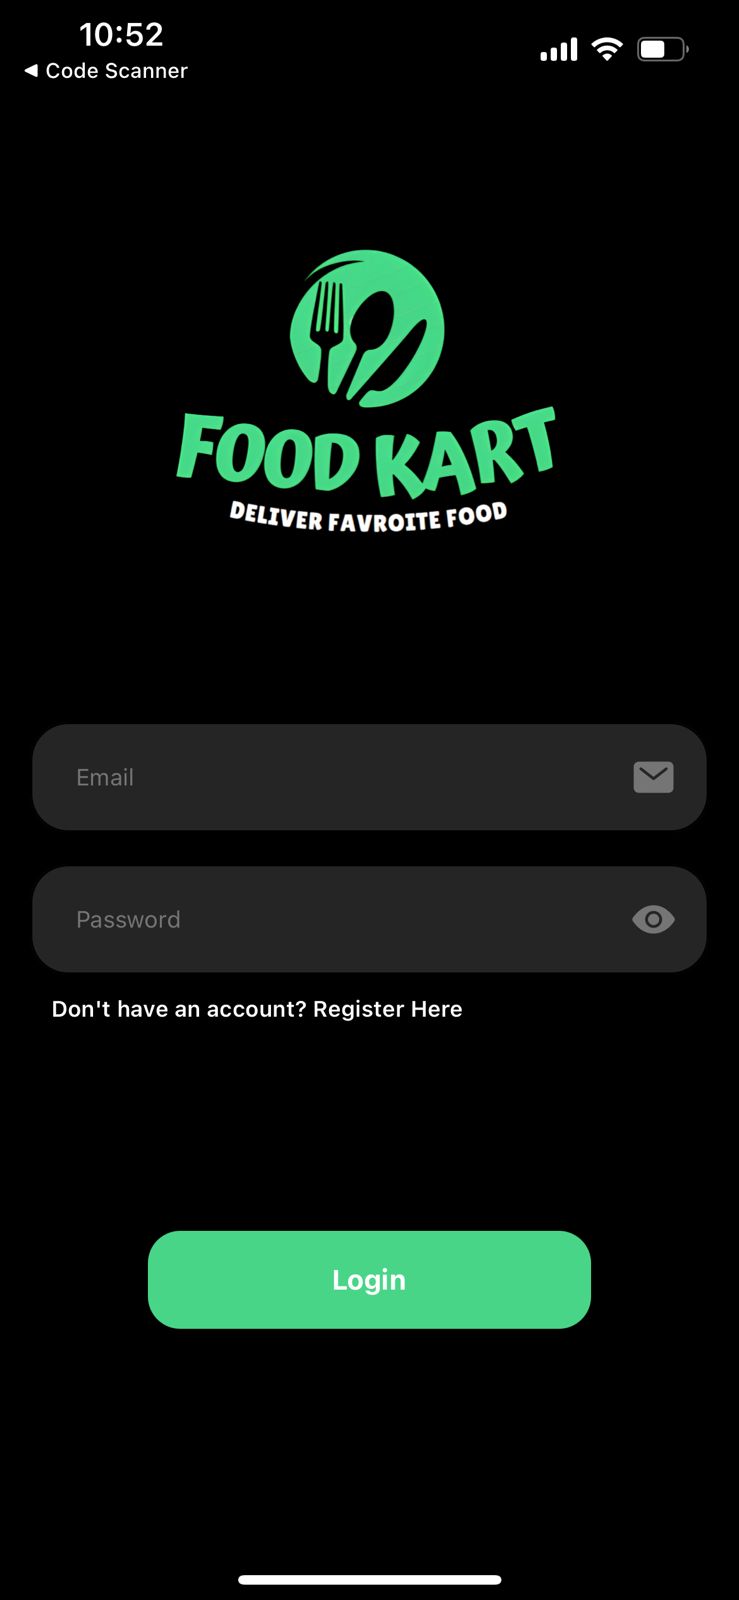 10:52
◀ Code Scanner
FOOD KART
DELIVER FAVROITE FOOD
Email
Password
Don't have an account? Register Here
Login